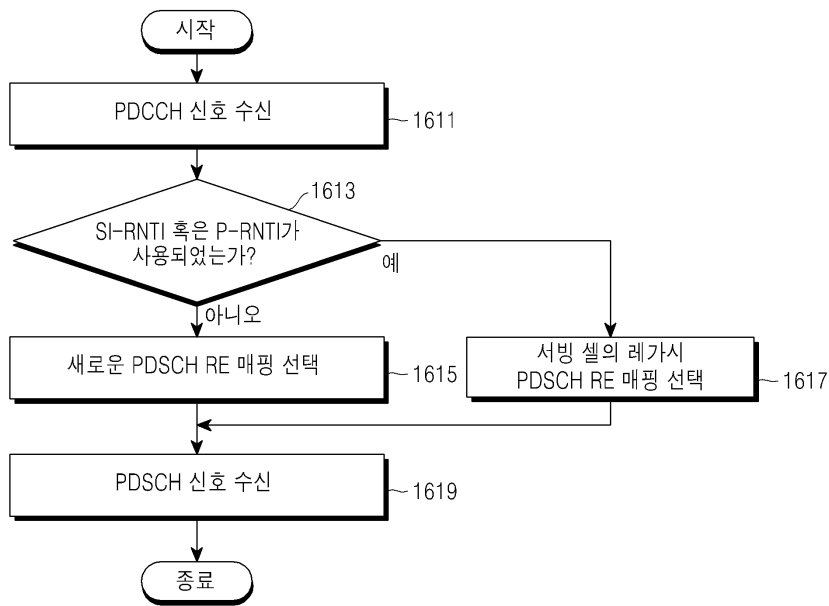 시작
PDCCH 신호 수신
1611
1613
SI-RNTI 혹은 P-RNTI가
사용되었는가?
예
아니오
새로운 PDSCH RE 매핑 선택
1615
서빙 셀의 레가시
PDSCH RE 매핑 선택
1617
PDSCH 신호 수신
1619
종료